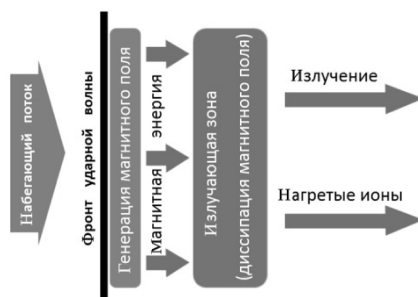 Набегающий поток
Фронт ударной волны
Генерация магнитного поля
Магнитная энергия
Излучающая зона
(диссипация магнитного поля)
Излучение
Нагретые ионы